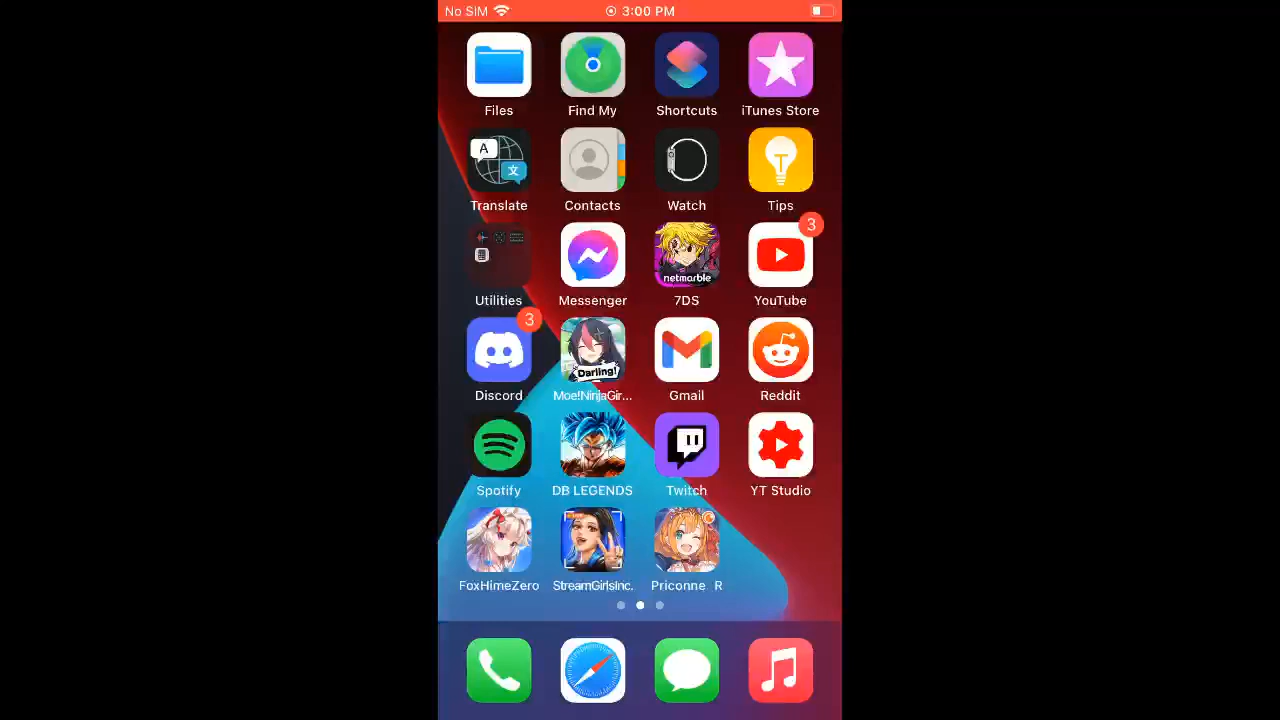 No SIM 3:00 PM
Files Find My Shortcuts iTunes Store
A 文
Translate Contacts Watch Tips
netmarble 3
Utilities Messenger 7DS YouTube
3 Darling!
Discord Moe!NinjaGir... Gmail Reddit
Spotify DB LEGENDS Twitch YT Studio
FoxHimeZero StreamGirlsInc. Priconne R